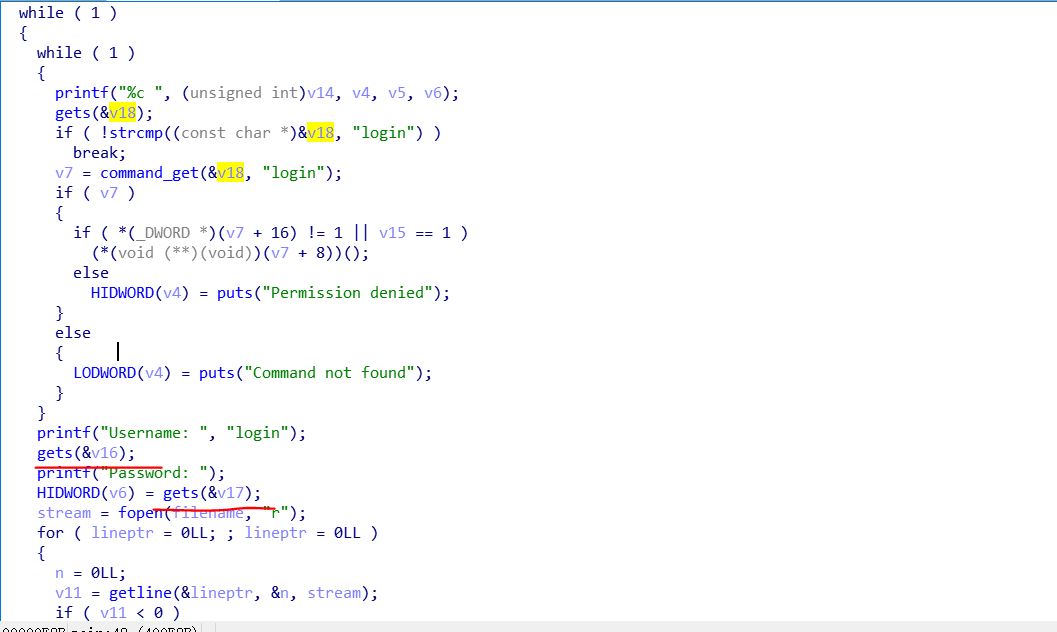 while ( 1 )
{
while ( 1 )
{
printf("%c ", (unsigned int)v14, v4, v5, v6);
gets(&v18);
if ( !strcmp((const char *)&v18, "login") )
break;
v7 = command_get(&v18, "login");
if ( v7 )
{
if ( *(_DWORD *)(v7 + 16) != 1 || v15 == 1 )
(*(void (**)(void))(v7 + 8))();
else
HIDWORD(v4) = puts("Permission denied");
}
else
{
LODWORD(v4) = puts("Command not found");
}
}
printf("Username: ", "login");
gets(&v16);
printf("Password: ");
HIDWORD(v6) = gets(&v17);
stream = fopen(filename, "r");
for ( lineptr = 0LL; ; lineptr = 0LL )
{
n = 0LL;
v11 = getline(&lineptr, &n, stream);
if ( v11 < 0 )